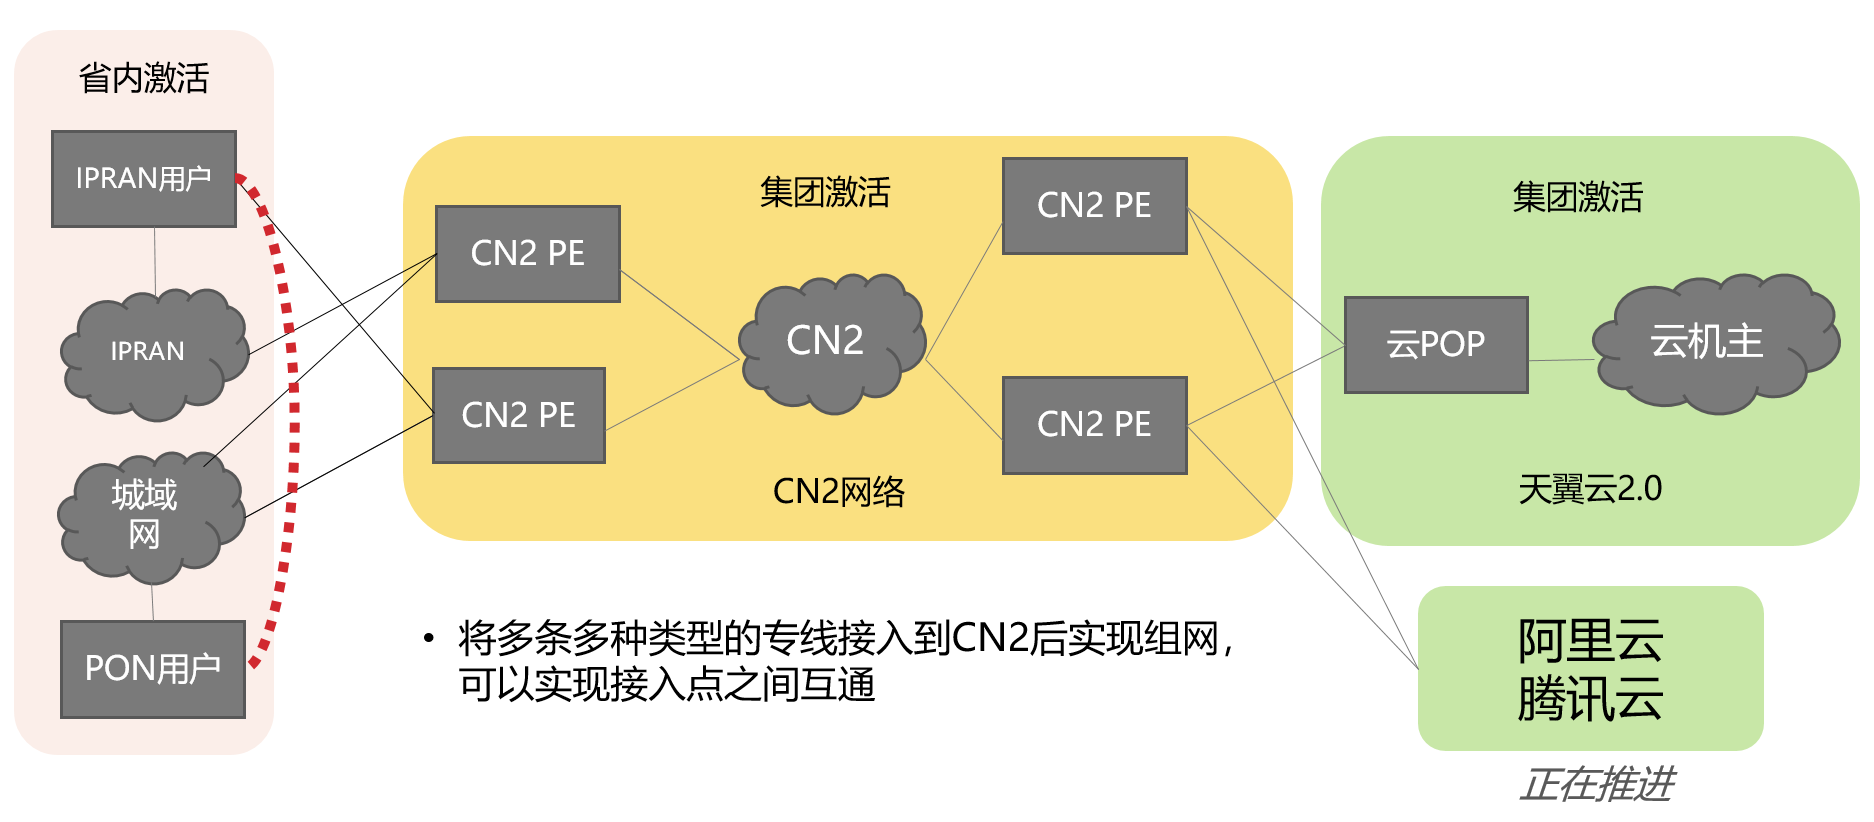 省内激活
IPRAN用户
IPRAN
城域
网
PON用户
集团激活
CN2 PE
CN2 PE
CN2
CN2 PE
CN2 PE
CN2网络
集团激活
云POP
云机主
天翼云2.0
• 将多条多种类型的专线接入到CN2后实现组网，
可以实现接入点之间互通
阿里云
腾讯云
正在推进